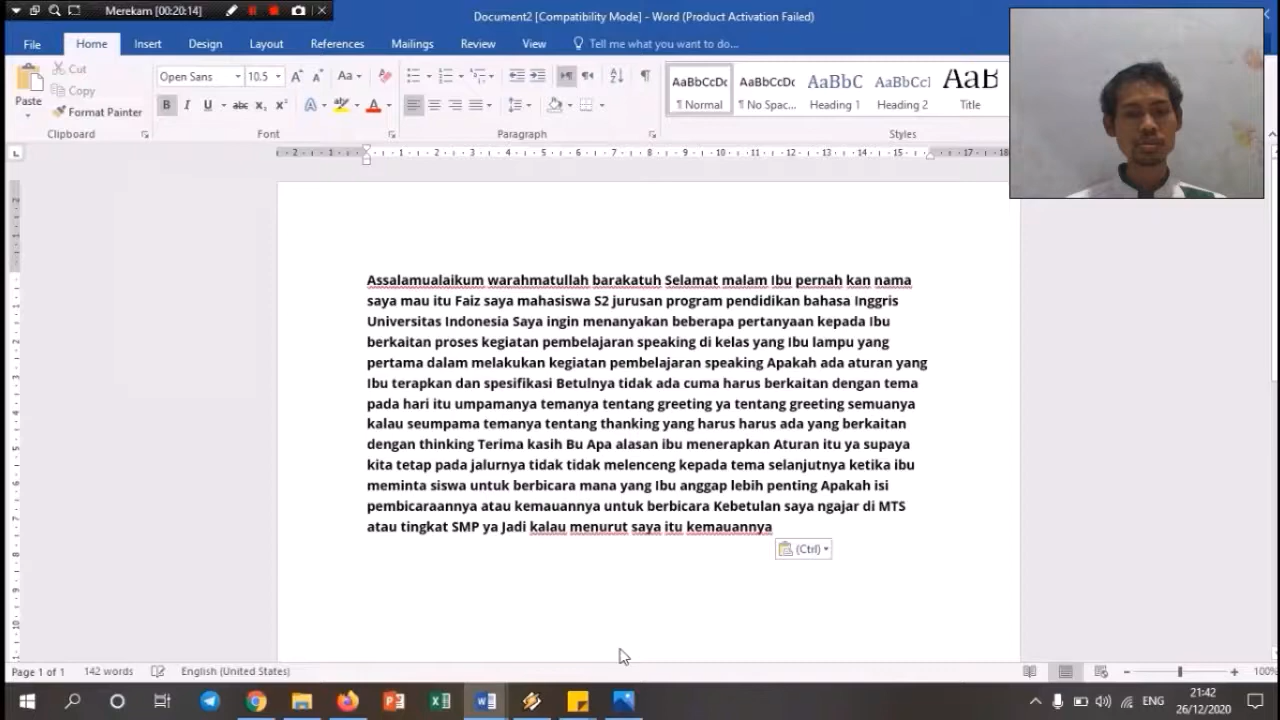 Merekam (00:20:14)
Document2 [Compatibility Mode] - Word (Product Activation Failed)
File Home Insert Design Layout References Mailings Review View Tell me what you want to do...
Paste
Cut
Copy
Format Painter
Clipboard
Open Sans 10.5
Font
Paragraph
AaBbCcDc AaBbCcDc AaBbC AaBbCcl AaB
¶ Normal ¶ No Spac... Heading 1 Heading 2 Title
Styles
Assalamualaikum warahmatullah barakatuh Selamat malam Ibu pernah kan nama
saya mau itu Faiz saya mahasiswa S2 jurusan program pendidikan bahasa Inggris
Universitas Indonesia Saya ingin menanyakan beberapa pertanyaan kepada Ibu
berkaitan proses kegiatan pembelajaran speaking di kelas yang Ibu lampu yang
pertama dalam melakukan kegiatan pembelajaran speaking Apakah ada aturan yang
Ibu terapkan dan spesifikasi Betulnya tidak ada cuma harus berkaitan dengan tema
pada hari itu umpamanya temanya tentang greeting ya tentang greeting semuanya
kalau seumpama temanya tentang thanking yang harus harus ada yang berkaitan
dengan thinking Terima kasih Bu Apa alasan ibu menerapkan Aturan itu ya supaya
kita tetap pada jalurnya tidak tidak melenceng kepada tema selanjutnya ketika ibu
meminta siswa untuk berbicara mana yang Ibu anggap lebih penting Apakah isi
pembicaraannya atau kemauannya untuk berbicara Kebetulan saya ngajar di MTS
atau tingkat SMP ya Jadi kalau menurut saya itu kemauannya
(Ctrl)
Page 1 of 1 142 words English (United States) 100%
ENG
21:42
26/12/2020